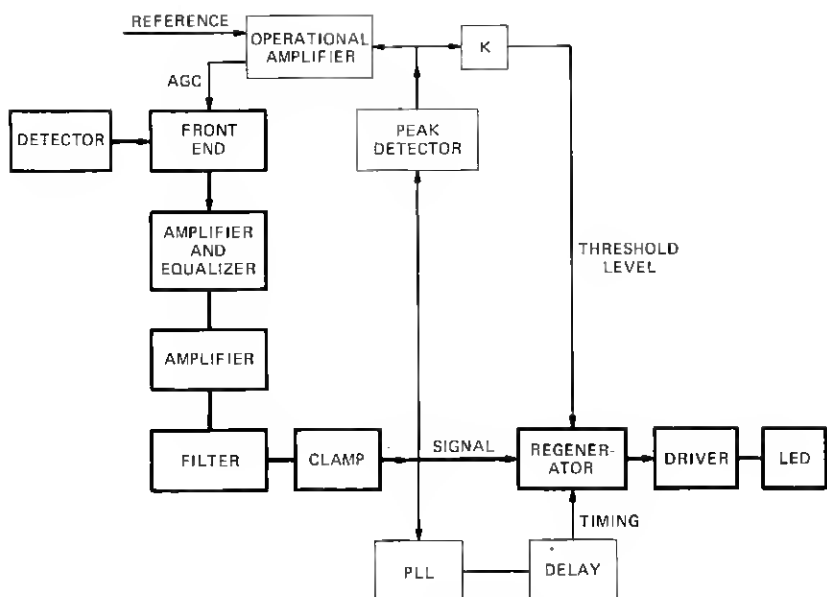 REFERENCE
OPERATIONAL
AMPLIFIER
K
AGC
DETECTOR
FRONT
END
PEAK
DETECTOR
AMPLIFIER
AND
EQUALIZER
THRESHOLD
LEVEL
AMPLIFIER
FILTER
CLAMP
SIGNAL
REGENER-
ATOR
DRIVER
LED
TIMING
PLL
DELAY